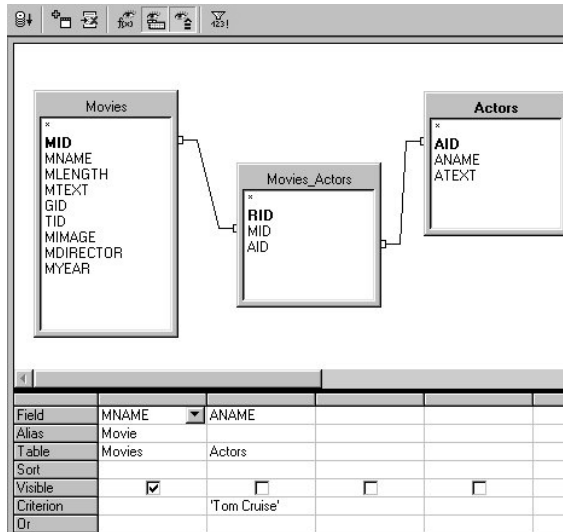 f(x)
123!
Movies
*
MID
MNAME
MLENGTH
MTEXT
GID
TID
MIMAGE
MDIRECTOR
MYEAR
Movies_Actors
*
RID
MID
AID
Actors
*
AID
ANAME
ATEXT
Field MNAME ANAME
Alias Movie
Table Movies Actors
Sort
Visible
Criterion 'Tom Cruise'
Or